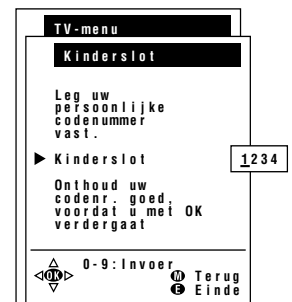 TV-menu
Kinderslot
Leg uw
persoonlijke
codenummer
vast.
Kinderslot
1234
Onthoud uw
codenr. goed,
voordat u met OK
verdergaat
OK
0-9:Invoer
M Terug
E Einde